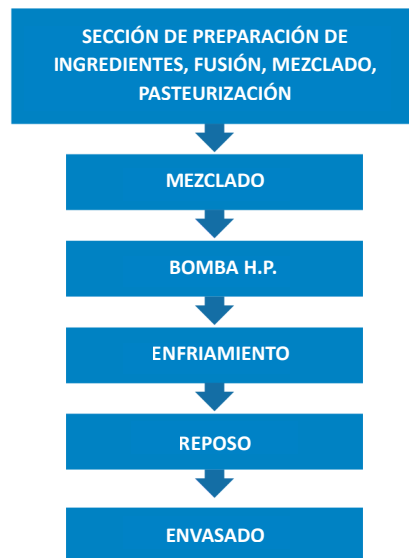 SECCIÓN DE PREPARACIÓN DE
INGREDIENTES, FUSIÓN, MEZCLADO,
PASTEURIZACIÓN
MEZCLADO
BOMBA H.P.
ENFRIAMIENTO
REPOSO
ENVASADO